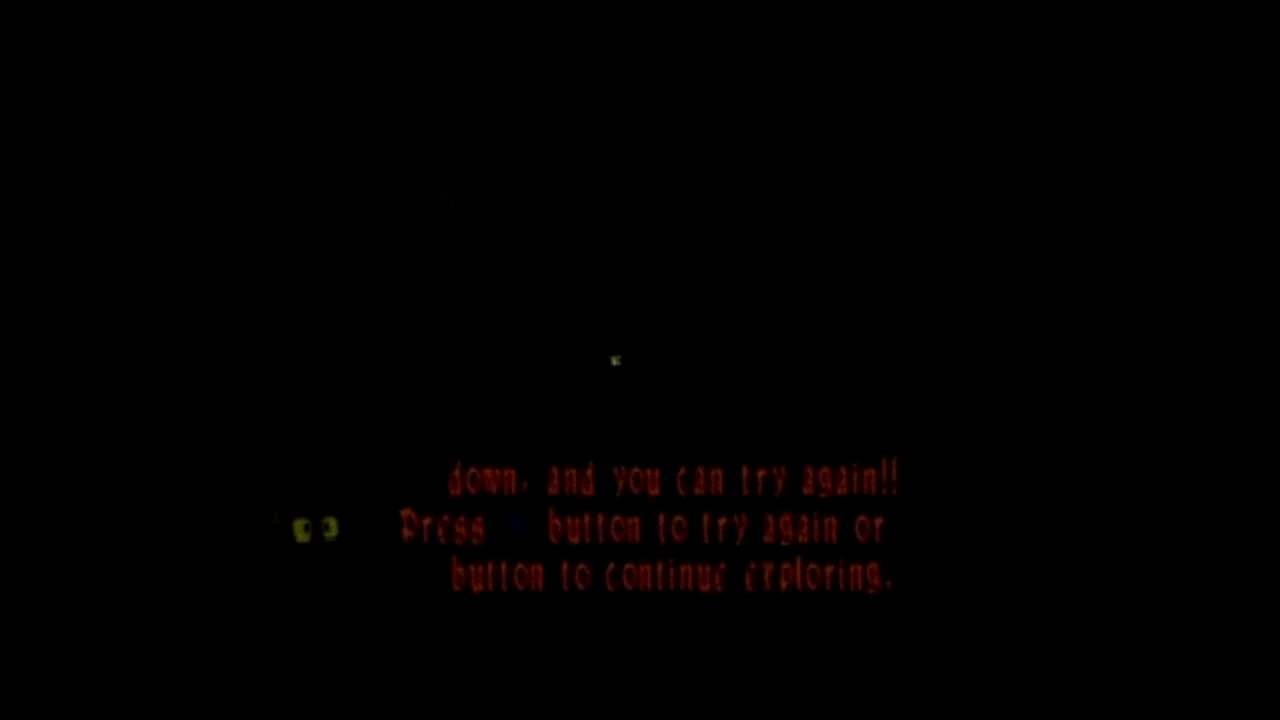 down, and you can try again!!
Press button to try again or
button to continue exploring.